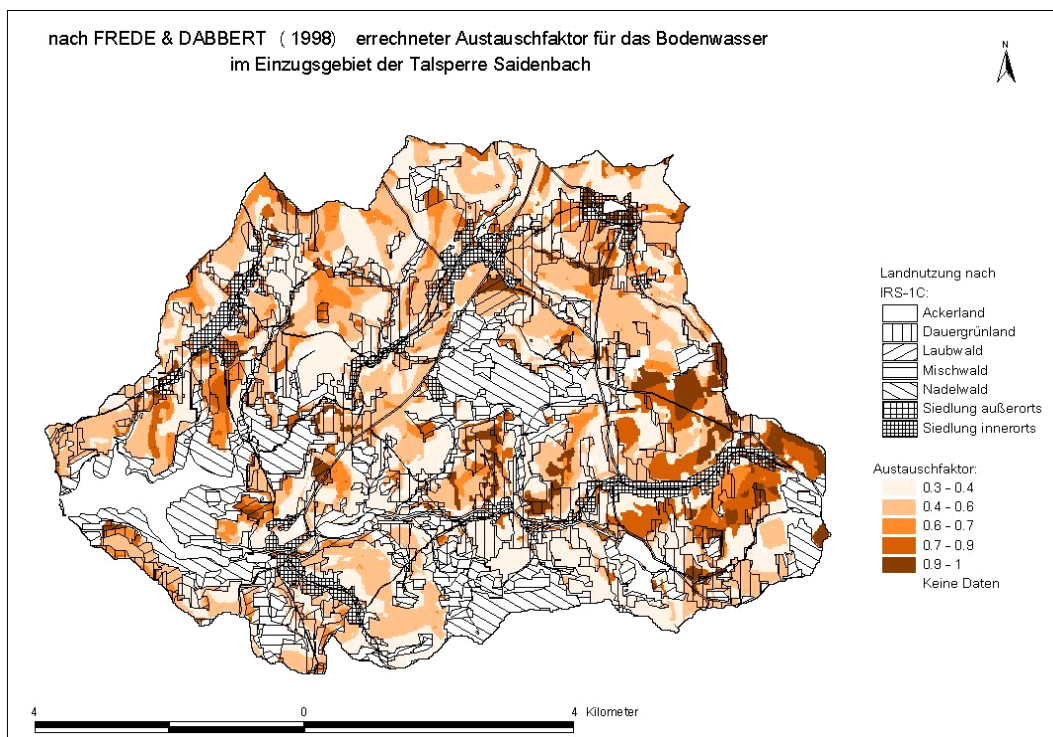 nach FREDE & DABBERT ( 1998) errechneter Austauschfaktor für das Bodenwasser
im Einzugsgebiet der Talsperre Saidenbach
N
Landnutzung nach
IRS-1C:
Ackerland
Dauergrünland
Laubwald
Mischwald
Nadelwald
Siedlung außerorts
Siedlung innerorts
Austauschfaktor:
0.3 - 0.4
0.4 - 0.6
0.6 - 0.7
0.7 - 0.9
0.9 - 1
Keine Daten
4 0 4 Kilometer